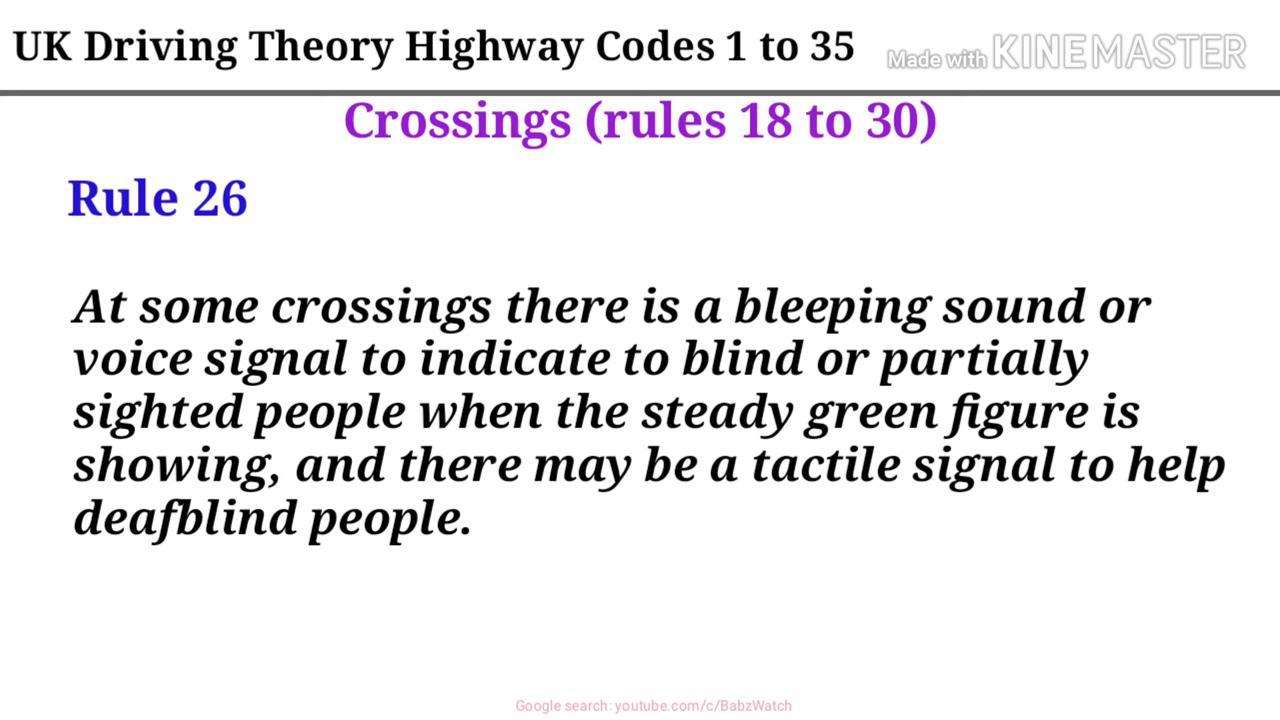 UK Driving Theory Highway Codes 1 to 35
Made with KINEMASTER
Crossings (rules 18 to 30)
Rule 26
At some crossings there is a bleeping sound or
voice signal to indicate to blind or partially
sighted people when the steady green figure is
showing, and there may be a tactile signal to help
deafblind people.
Google search: youtube.com/c/BabzWatch